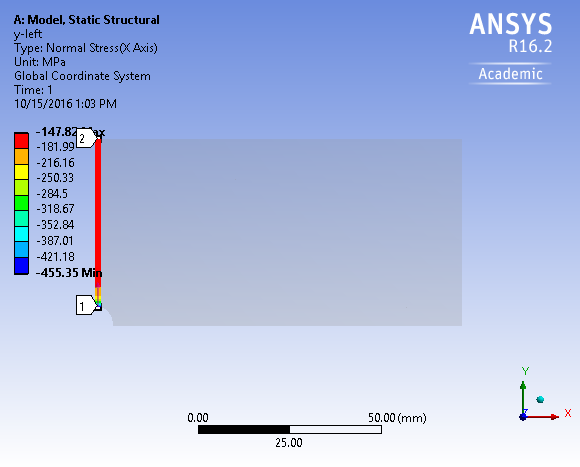 A: Model, Static Structural
y-left
Type: Normal Stress(X Axis)
Unit: MPa
Global Coordinate System
Time: 1
10/15/2016 1:03 PM
ANSYS
R16.2
Academic
-147.82 Max
-181.99
-216.16
-250.33
-284.5
-318.67
-352.84
-387.01
-421.18
-455.35 Min
2
1
0.00
50.00 (mm)
25.00
Y
X
Z